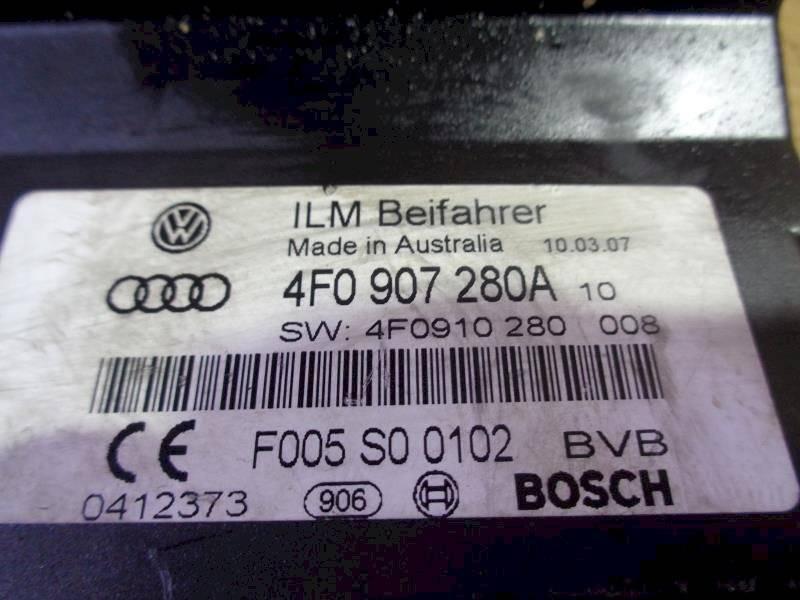 ILM Beifahrer
Made in Australia 10.03.07
4F0 907 280A 10
SW: 4F0910 280 008
CE F005 S0 0102 BVB
0412373 906 BOSCH